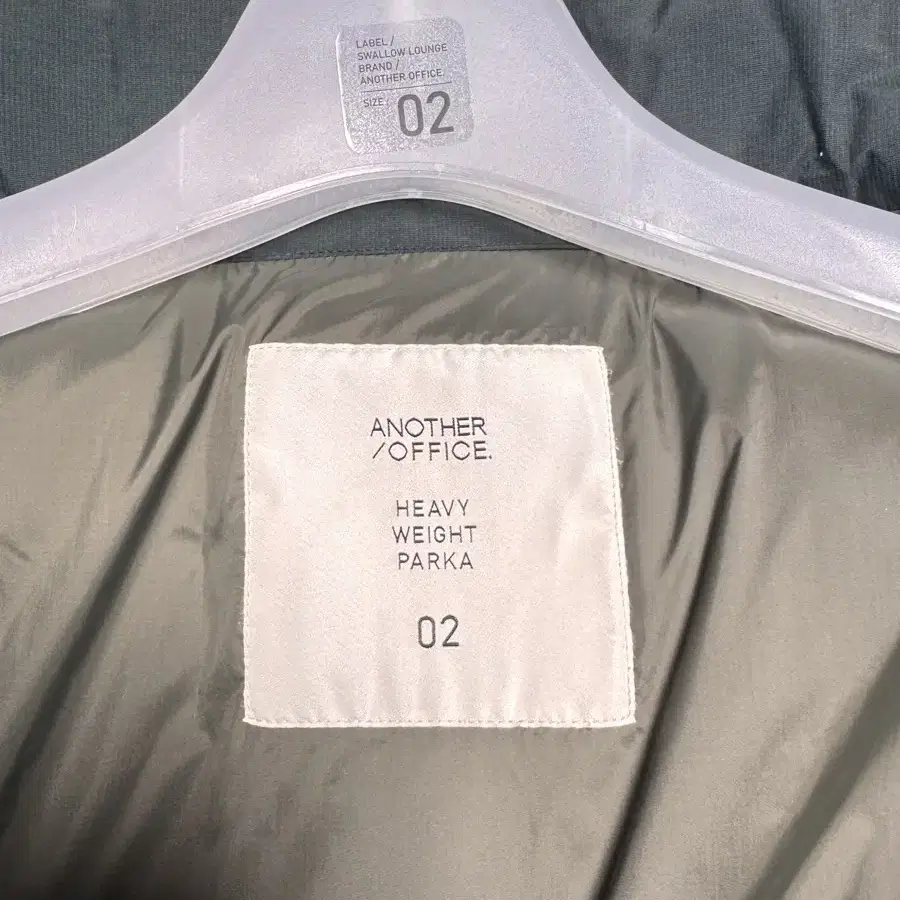 LABEL /
SWALLOW LOUNGE
BRAND /
ANOTHER OFFICE.
SIZE / 02
ANOTHER
/OFFICE.
HEAVY
WEIGHT
PARKA
02